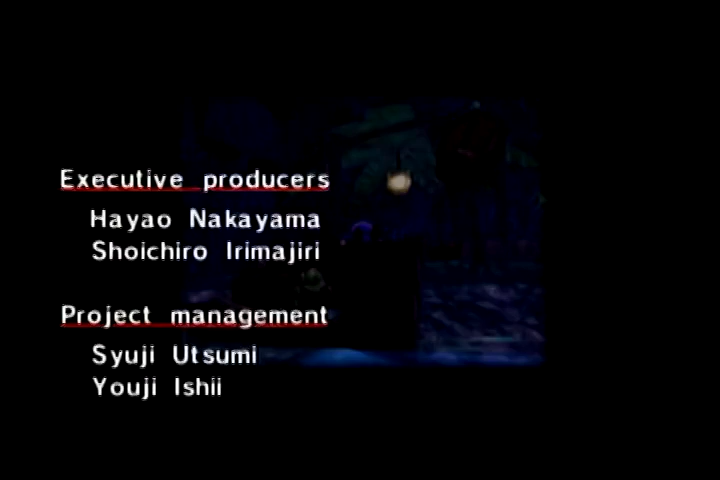 Executive producers
Hayao Nakayama
Shoichiro Irimajiri
Project management
Syuji Utsumi
Youji Ishii